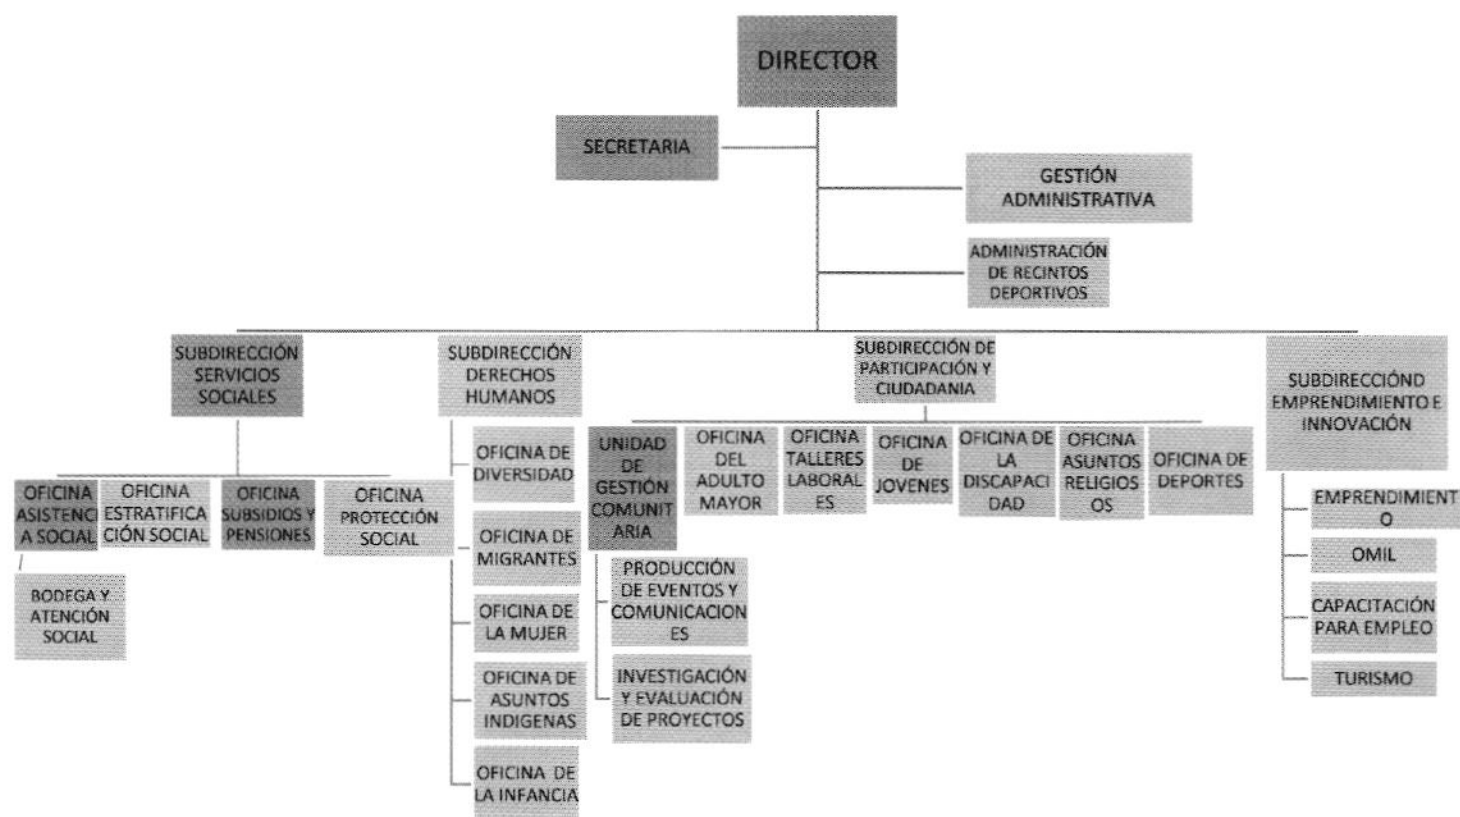 DIRECTOR
SECRETARIA
GESTIÓN
ADMINISTRATIVA
ADMINISTRACIÓN
DE RECINTOS
DEPORTIVOS
SUBDIRECCIÓN
SERVICIOS
SOCIALES
OFICINA
ASISTENCI
A SOCIAL
BODEGA Y
ATENCIÓN
SOCIAL
OFICINA
ESTRATIFICA
CIÓN SOCIAL
OFICINA
SUBSIDIOS Y
PENSIONES
OFICINA
PROTECCIÓN
SOCIAL
SUBDIRECCIÓN
DERECHOS
HUMANOS
OFICINA DE
DIVERSIDAD
OFICINA DE
MIGRANTES
OFICINA DE
LA MUJER
OFICINA DE
ASUNTOS
INDIGENAS
OFICINA DE
LA INFANCIA
SUBDIRECCIÓN DE
PARTICIPACIÓN Y
CIUDADANIA
UNIDAD
DE
GESTIÓN
COMUNIT
ARIA
PRODUCCIÓN
DE EVENTOS Y
COMUNICACION
ES
INVESTIGACIÓN
Y EVALUACIÓN
DE PROYECTOS
OFICINA
DEL
ADULTO
MAYOR
OFICINA
TALLERES
LABORAL
ES
OFICINA
DE
JOVENES
OFICINA DE
LA
DISCAPACI
DAD
OFICINA
ASUNTOS
RELIGIOS
OS
OFICINA DE
DEPORTES
SUBDIRECCIÓND
EMPRENDIMIENTO E
INNOVACIÓN
EMPRENDIMIENT
O
OMIL
CAPACITACIÓN
PARA EMPLEO
TURISMO